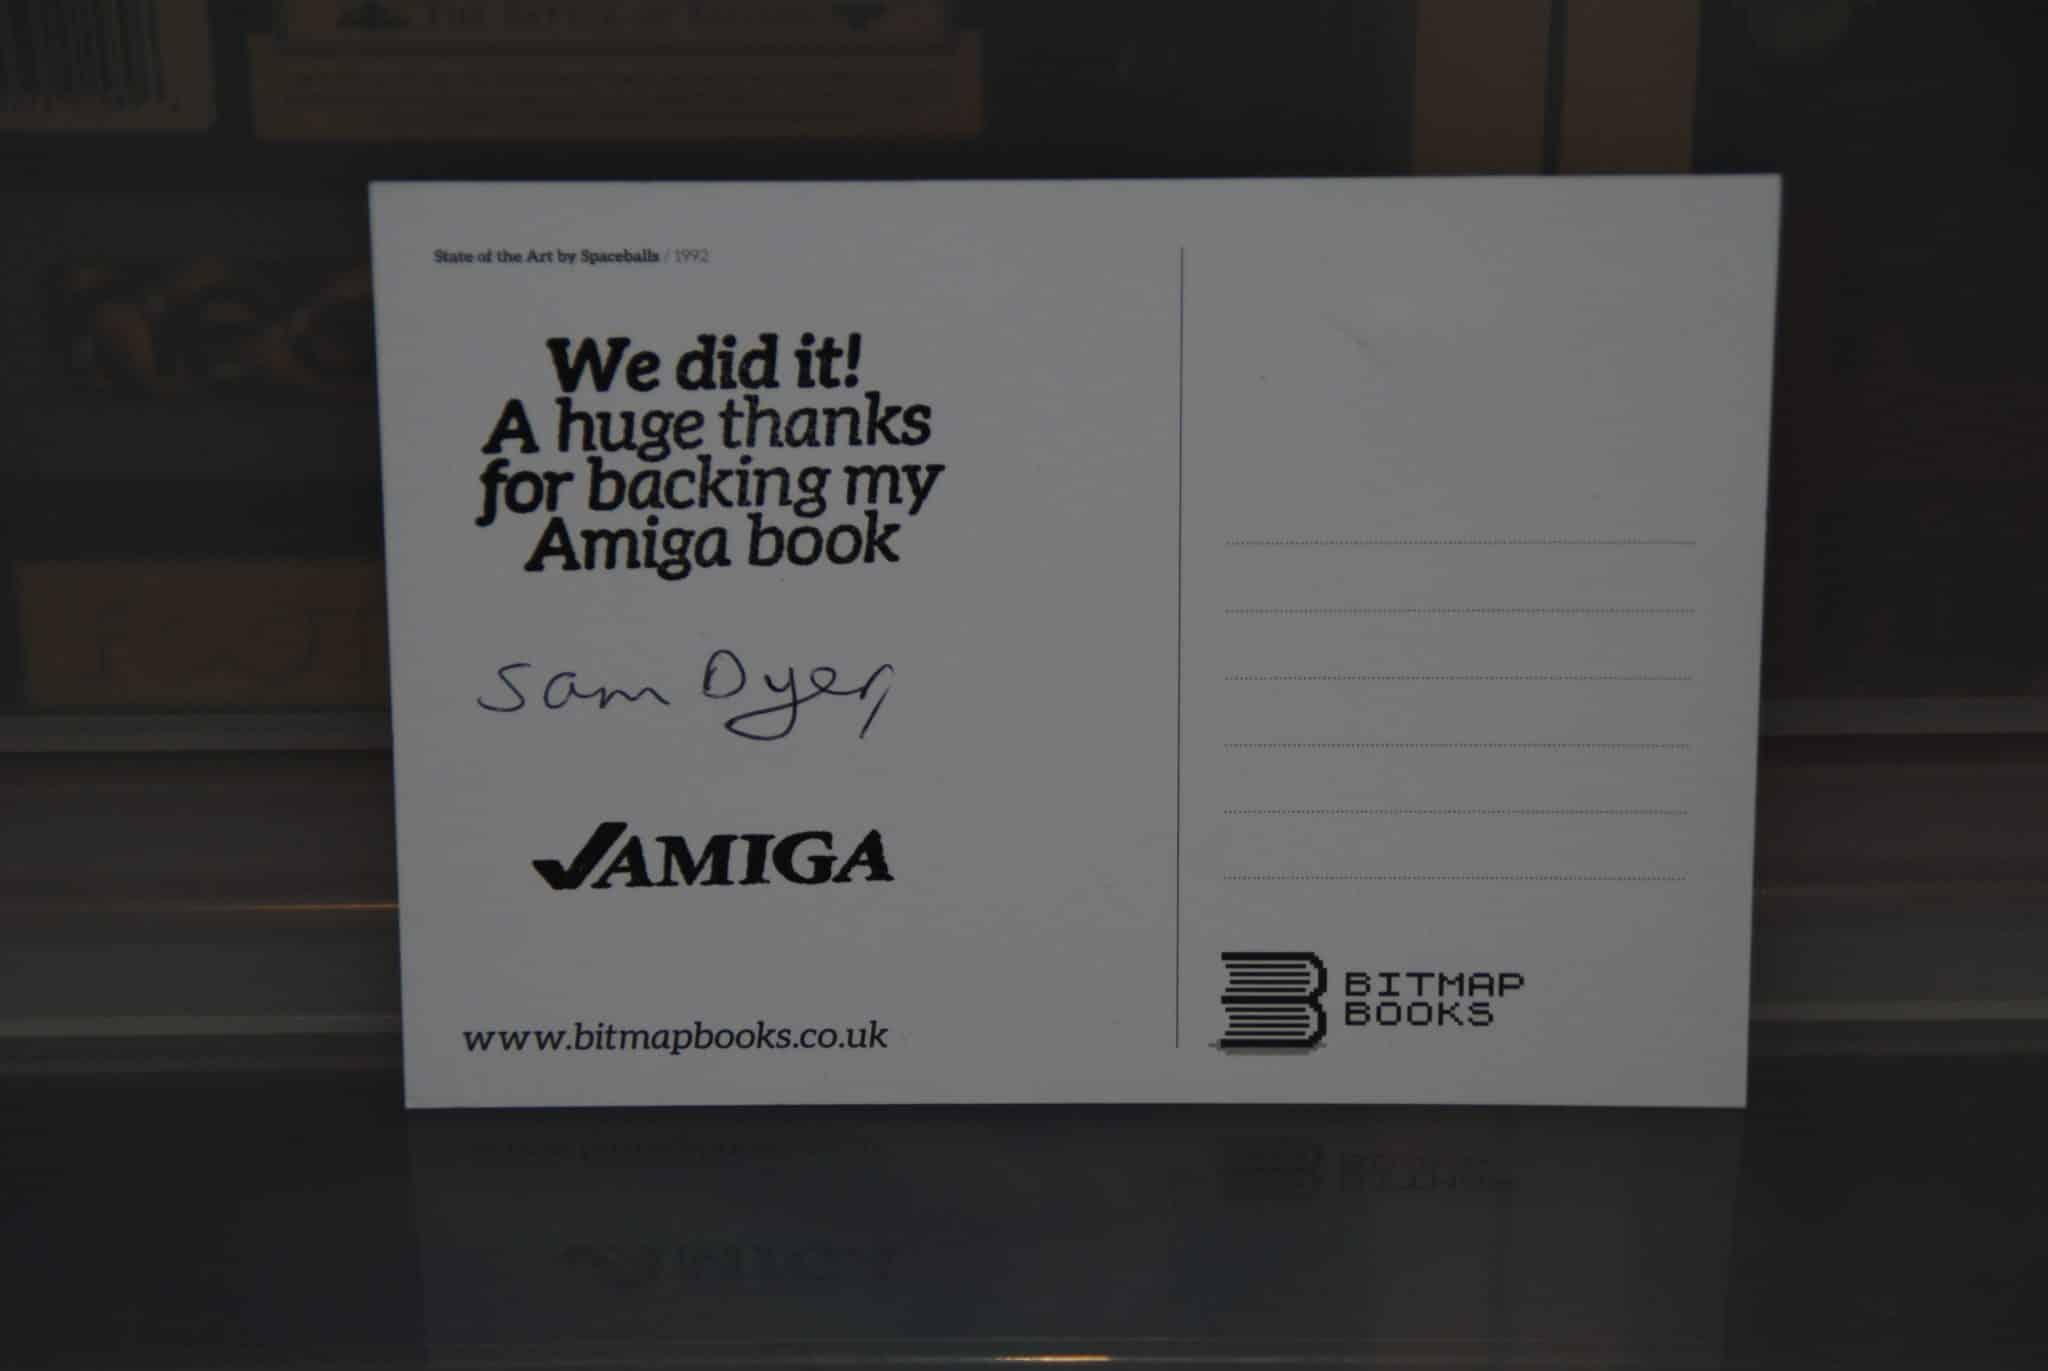 State of the Art by Spaceballs / 1992
We did it!
A huge thanks
for backing my
Amiga book
Sam Dyer
AMIGA
www.bitmapbooks.co.uk
BITMAP
BOOKS